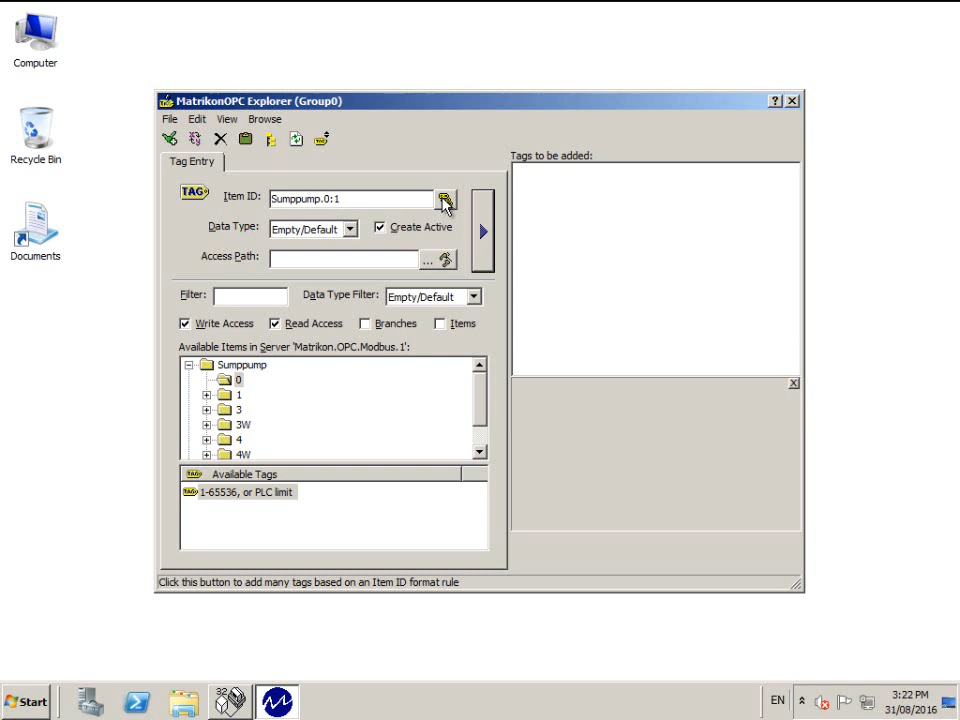 Computer
Recycle Bin
Documents
MatrikonOPC Explorer (Group0)
File Edit View Browse
Tag Entry
Tags to be added:
TAG
Item ID: Sumppump.0:1
Data Type: Empty/Default Create Active
Access Path: ...
Filter: Data Type Filter: Empty/Default
Write Access Read Access Branches Items
Available Items in Server 'Matrikon.OPC.Modbus.1':
Sumppump
0
1
3
3W
4
4W
TAG Available Tags
TAG 1-65536, or PLC limit
Click this button to add many tags based on an Item ID format rule
Start
32
EN
3:22 PM
31/08/2016